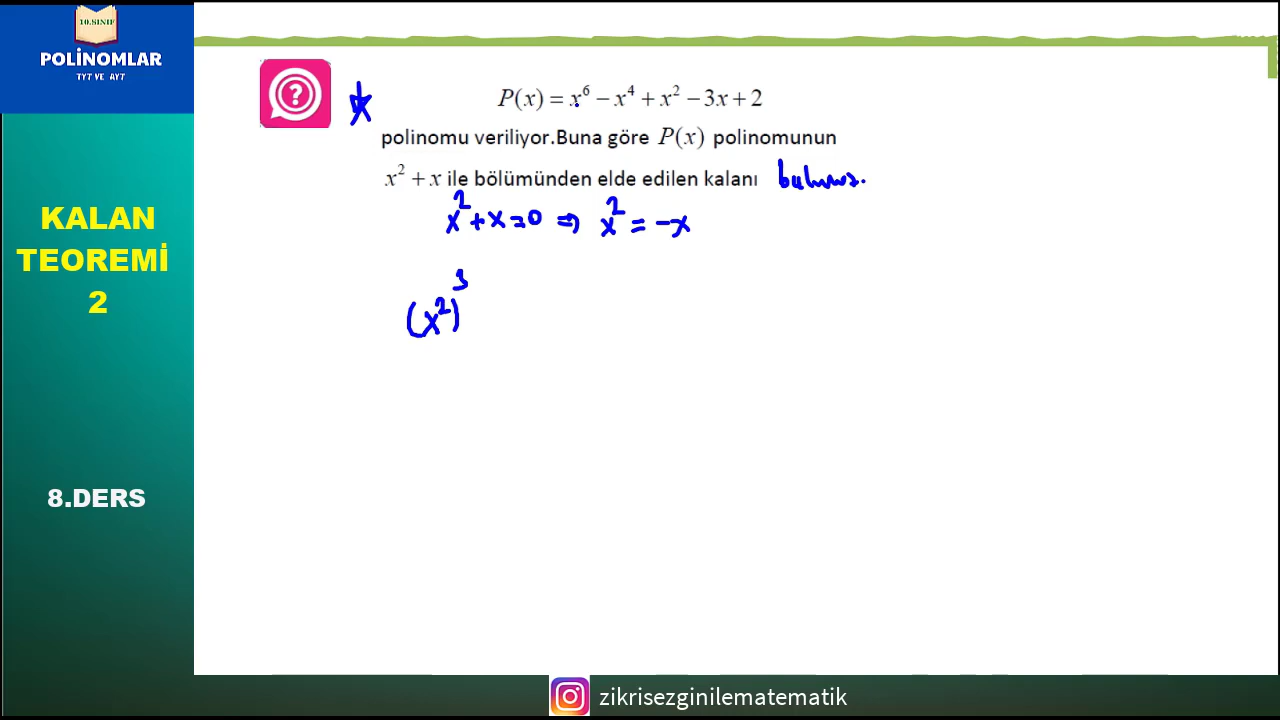 10.SINIF
POLİNOMLAR
TYT VE AYT
KALAN
TEOREMİ
2
8.DERS
P(x) = x⁶ − x⁴ + x² − 3x + 2
polinomu veriliyor.Buna göre P(x) polinomunun
x² + x ile bölümünden elde edilen kalanı bulunuz.
x² + x = 0 ⇒ x² = −x
(x²)³
zikrisezginilematematik